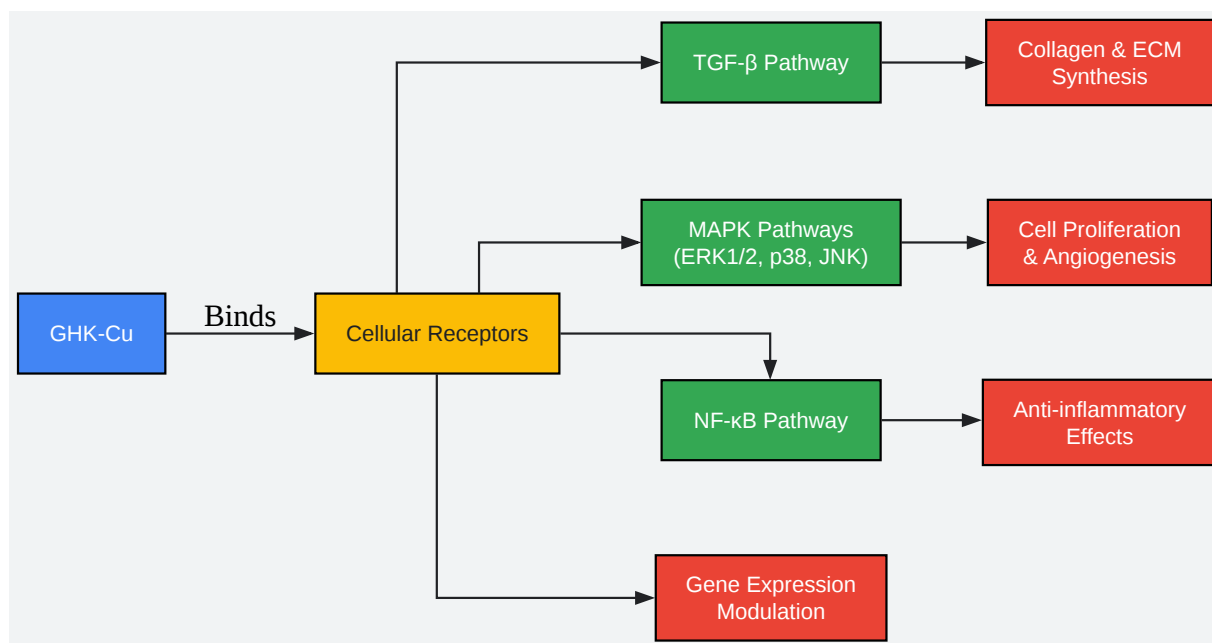 TGF-β Pathway
Collagen & ECM
Synthesis
MAPK Pathways
(ERK1/2, p38, JNK)
Cell Proliferation
& Angiogenesis
GHK-Cu
Binds
Cellular Receptors
NF-κB Pathway
Anti-inflammatory
Effects
Gene Expression
Modulation